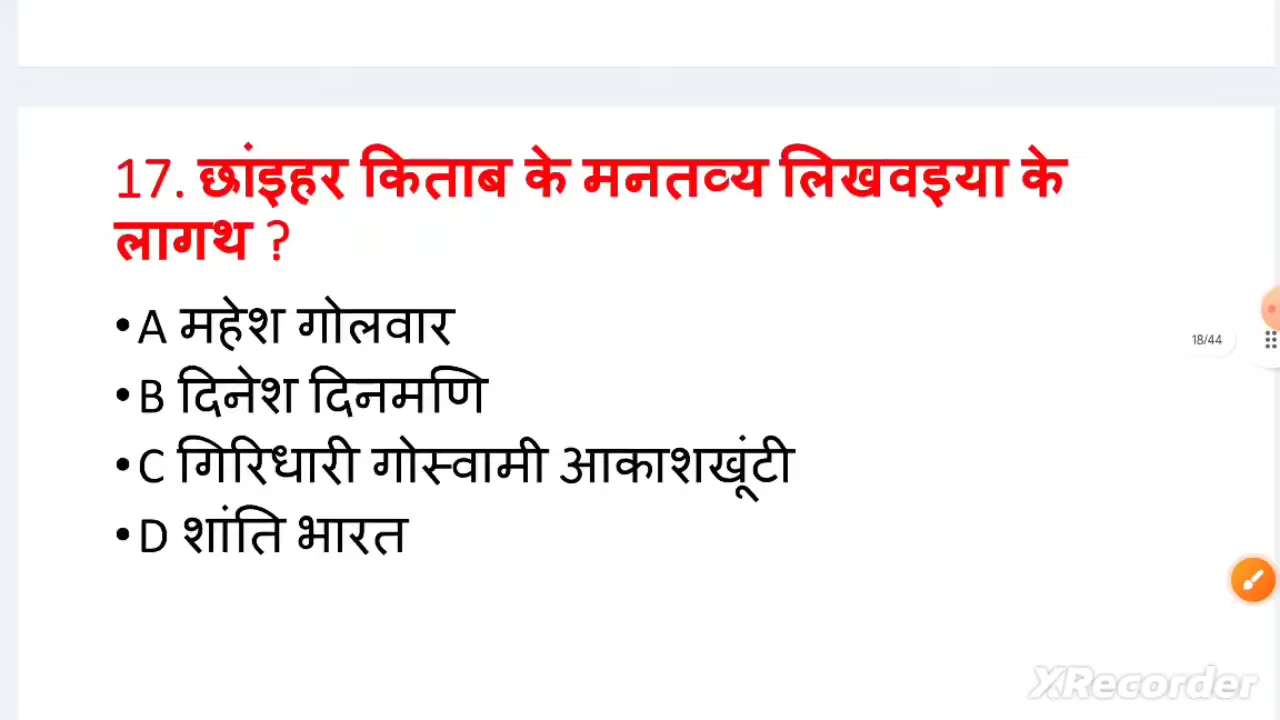 17. छांइहर किताब के मनतव्य लिखवइया के
लागथ ?
•A महेश गोलवार
•B दिनेश दिनमणि
•C गिरिधारी गोस्वामी आकाशखूंटी
•D शांति भारत
18/44
XRecorder